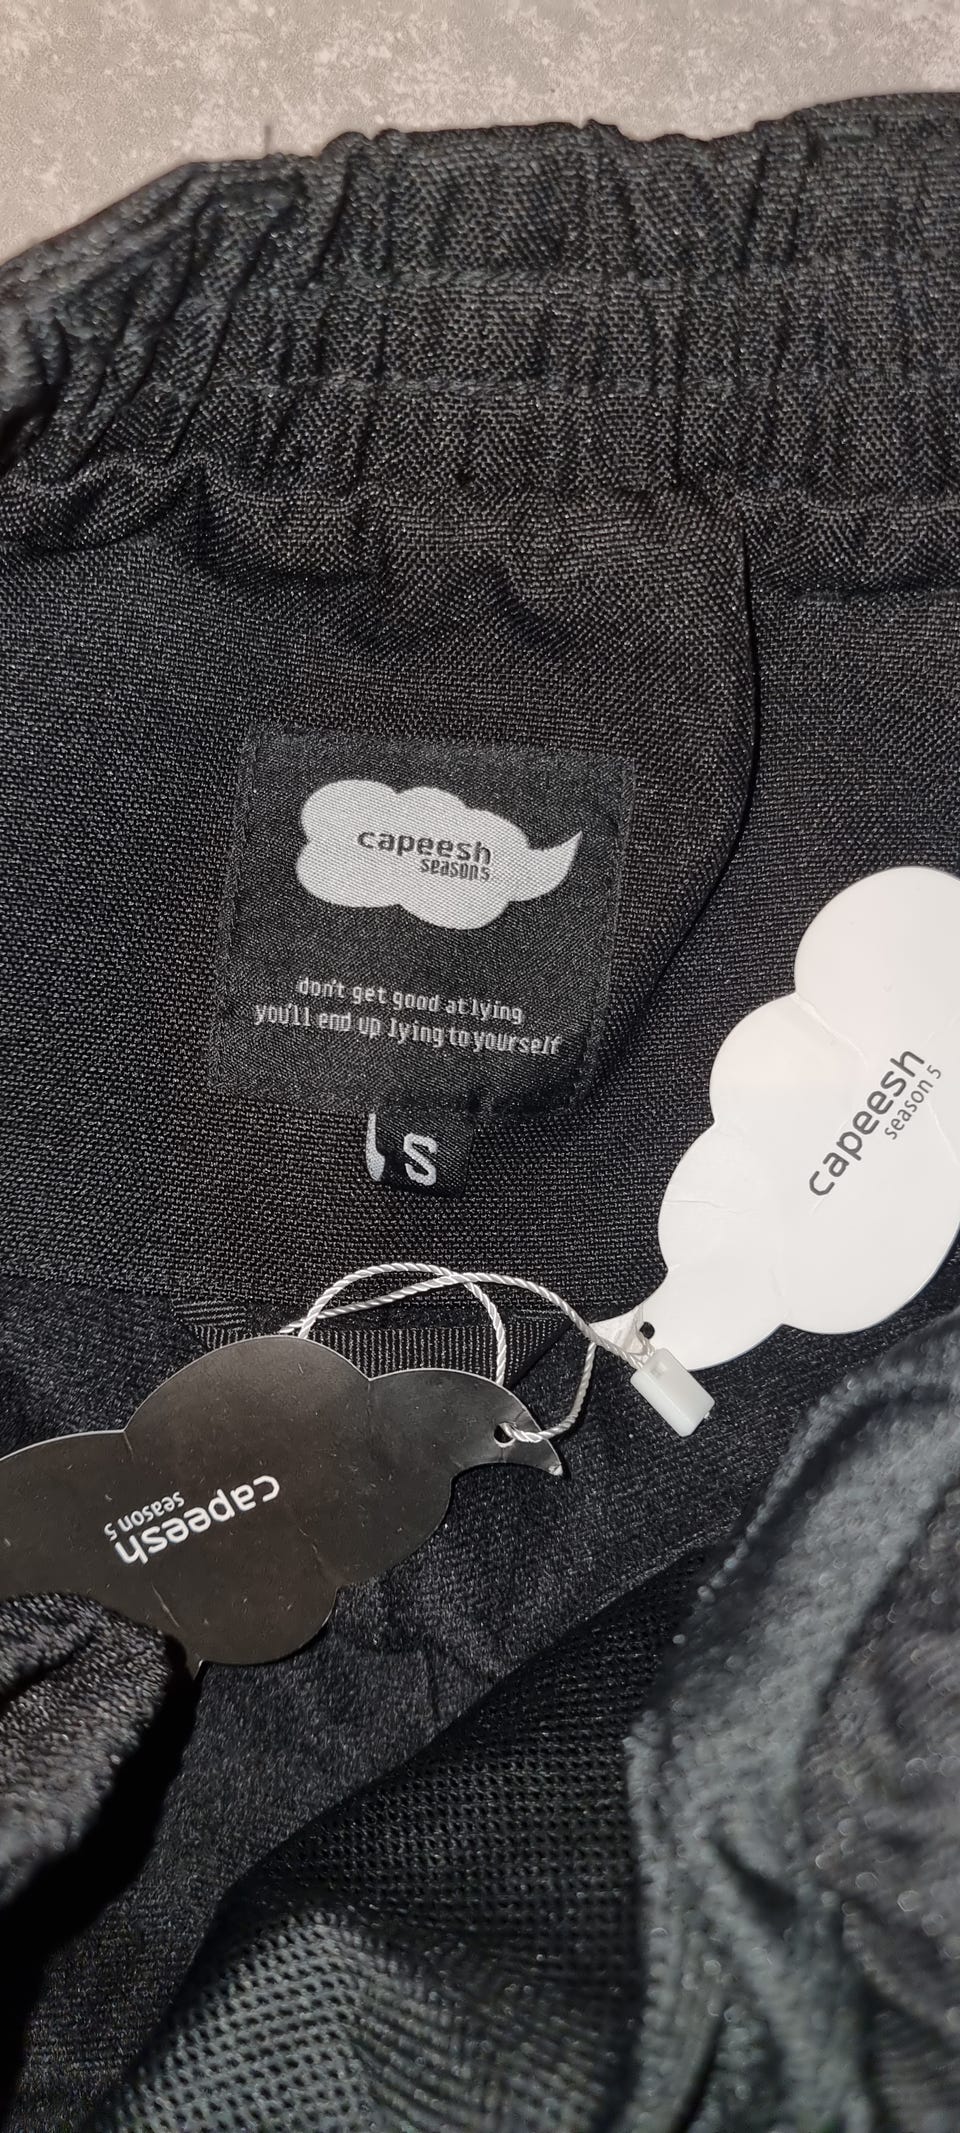 capeesh
season5
don't get good at lying
you'll end up lying to yourself
S
capeesh
season 5
capeesh
season 5